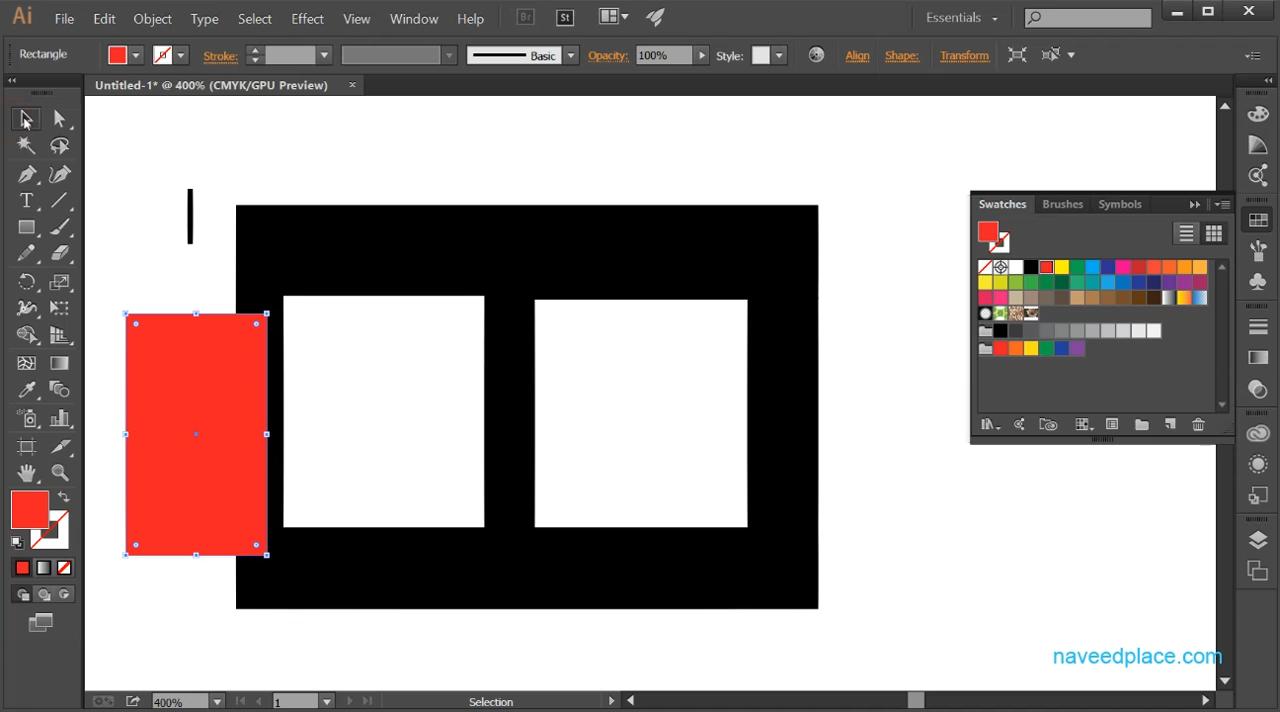 Ai File Edit Object Type Select Effect View Window Help Br St Essentials
Rectangle Stroke: Basic Opacity: 100% Style: Align Shape: Transform
Untitled-1* @ 400% (CMYK/GPU Preview)
Swatches Brushes Symbols
T
naveedplace.com
400% 1 Selection